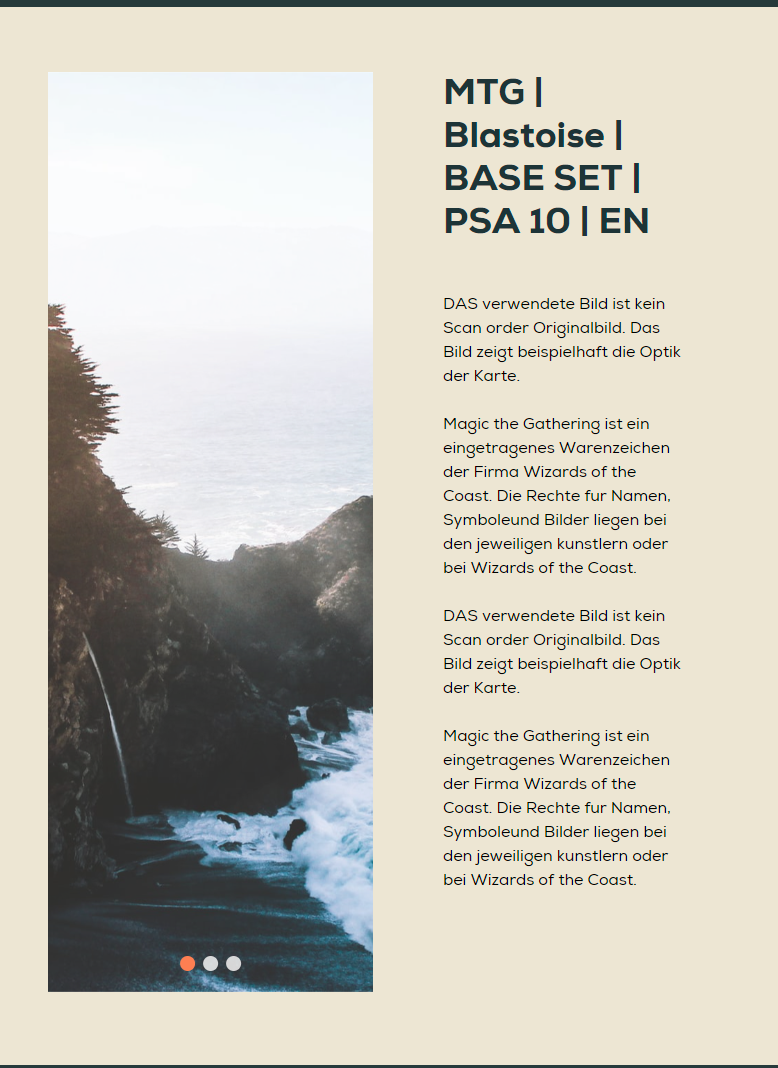 MTG |
Blastoise |
BASE SET |
PSA 10 | EN
DAS verwendete Bild ist kein
Scan order Originalbild. Das
Bild zeigt beispielhaft die Optik
der Karte.
Magic the Gathering ist ein
eingetragenes Warenzeichen
der Firma Wizards of the
Coast. Die Rechte fur Namen,
Symboleund Bilder liegen bei
den jeweiligen kunstlern oder
bei Wizards of the Coast.
DAS verwendete Bild ist kein
Scan order Originalbild. Das
Bild zeigt beispielhaft die Optik
der Karte.
Magic the Gathering ist ein
eingetragenes Warenzeichen
der Firma Wizards of the
Coast. Die Rechte fur Namen,
Symboleund Bilder liegen bei
den jeweiligen kunstlern oder
bei Wizards of the Coast.